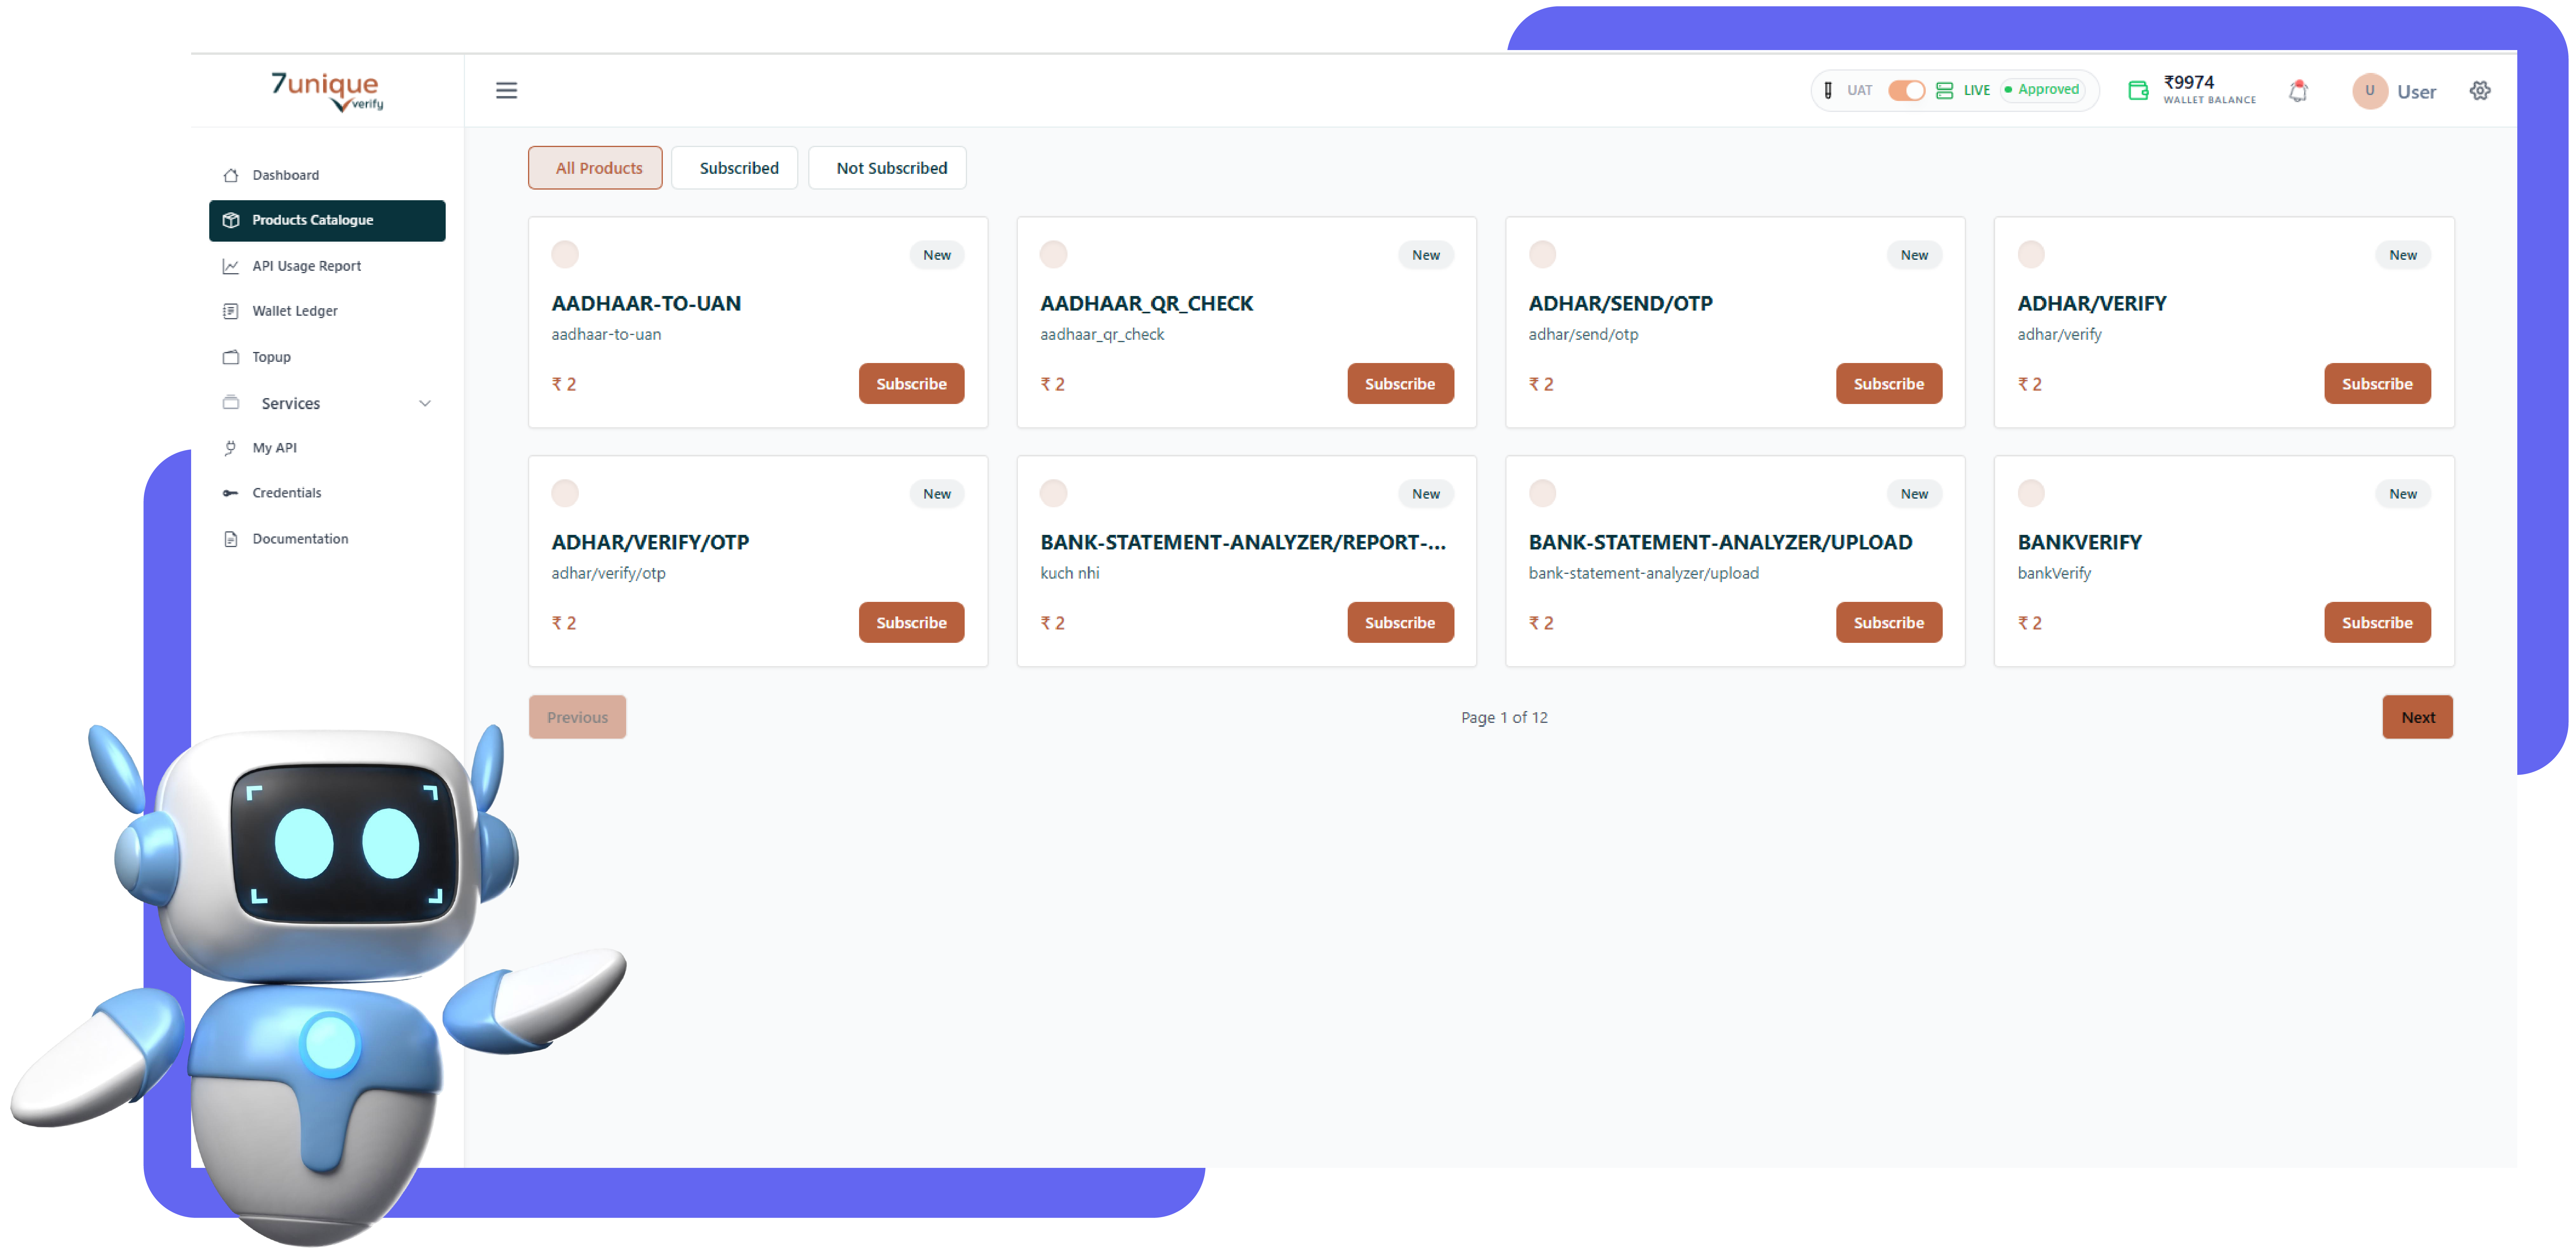 7unique
verify
UAT LIVE Approved
₹9974
WALLET BALANCE
U User
Dashboard
Products Catalogue
API Usage Report
Wallet Ledger
Topup
Services
My API
Credentials
Documentation
All Products Subscribed Not Subscribed
New
AADHAAR-TO-UAN
aadhaar-to-uan
₹ 2 Subscribe
New
AADHAAR_QR_CHECK
aadhaar_qr_check
₹ 2 Subscribe
New
ADHAR/SEND/OTP
adhar/send/otp
₹ 2 Subscribe
New
ADHAR/VERIFY
adhar/verify
₹ 2 Subscribe
New
ADHAR/VERIFY/OTP
adhar/verify/otp
₹ 2 Subscribe
New
BANK-STATEMENT-ANALYZER/REPORT-...
kuch nhi
₹ 2 Subscribe
New
BANK-STATEMENT-ANALYZER/UPLOAD
bank-statement-analyzer/upload
₹ 2 Subscribe
New
BANKVERIFY
bankVerify
₹ 2 Subscribe
Previous Page 1 of 12 Next